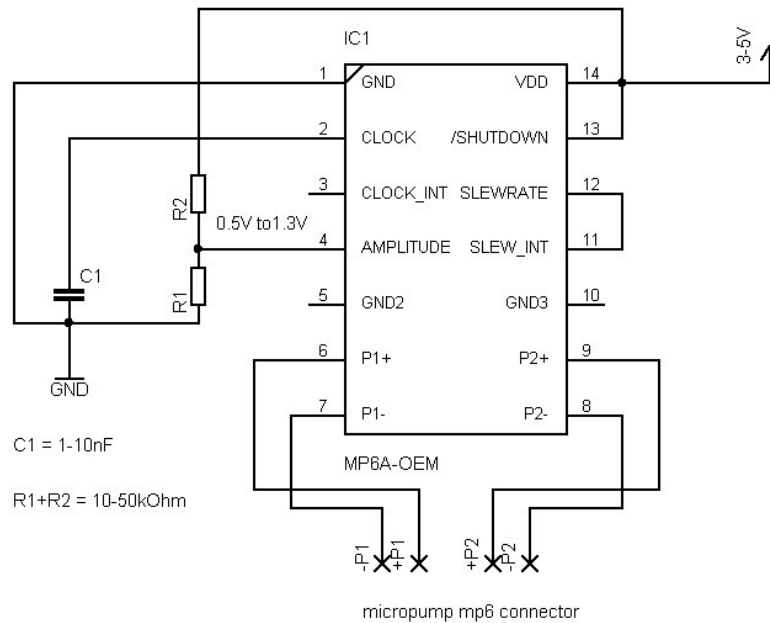 IC1
3-5V
1 GND VDD 14
2 CLOCK /SHUTDOWN 13
3 CLOCK_INT SLEWRATE 12
R2
0.5V to1.3V
4 AMPLITUDE SLEW_INT 11
C1
R1
5 GND2 GND3 10
6 P1+ P2+ 9
GND
7 P1- P2- 8
C1 = 1-10nF
MP6A-OEM
R1+R2 = 10-50kOhm
-P1 +P1 +P2 -P2
micropump mp6 connector